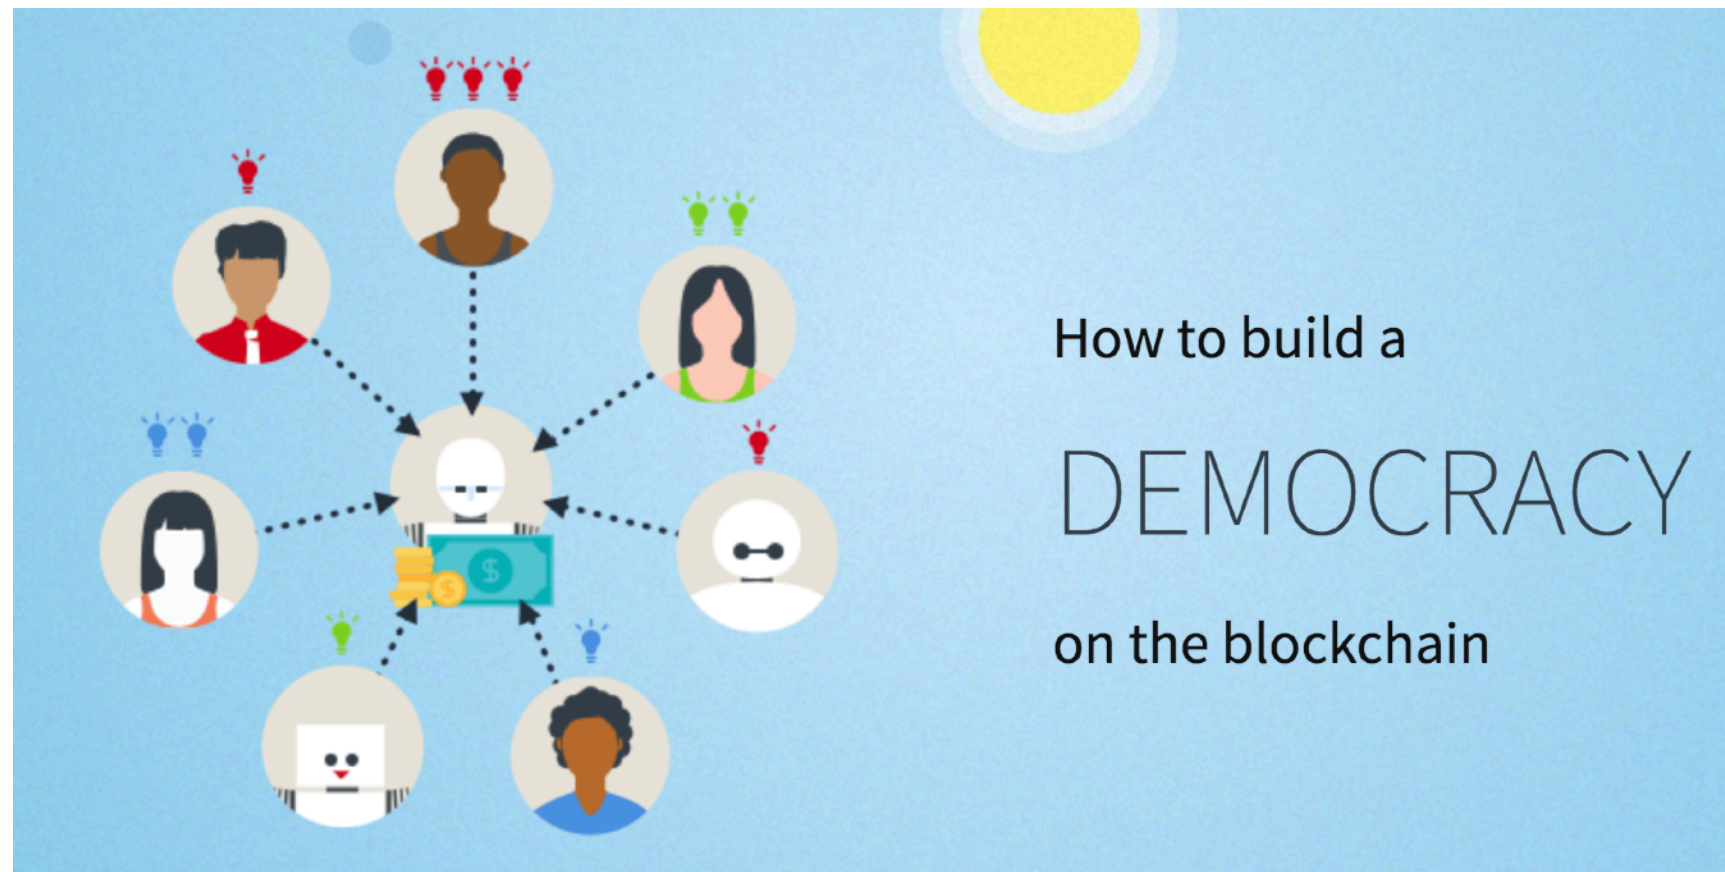 How to build a
DEMOCRACY
on the blockchain
$
$